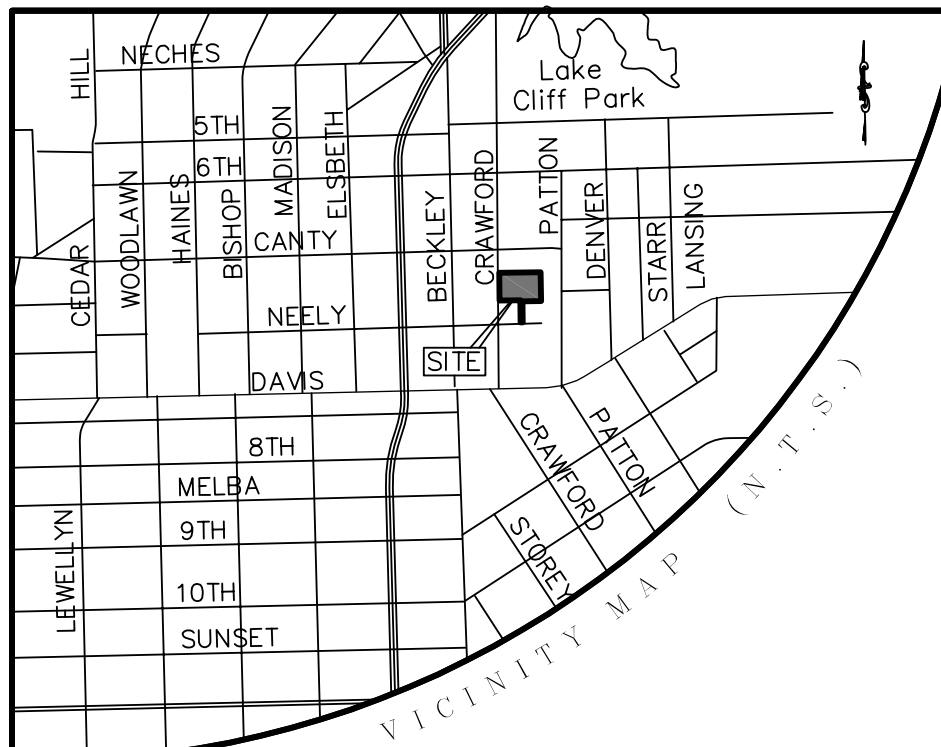 HILL
NECHES
Lake
Cliff Park
5TH
MADISON
ELSBETH
6TH
WOODLAWN
HAINES
BISHOP
CANTY
BECKLEY
CRAWFORD
PATTON
DENVER
STARR
LANSING
CEDAR
NEELY
SITE
DAVIS
8TH
MELBA
CRAWFORD
PATTON
9TH
LEWELLYN
STOREY
10TH
SUNSET
VICINITY MAP (N.T.S.)